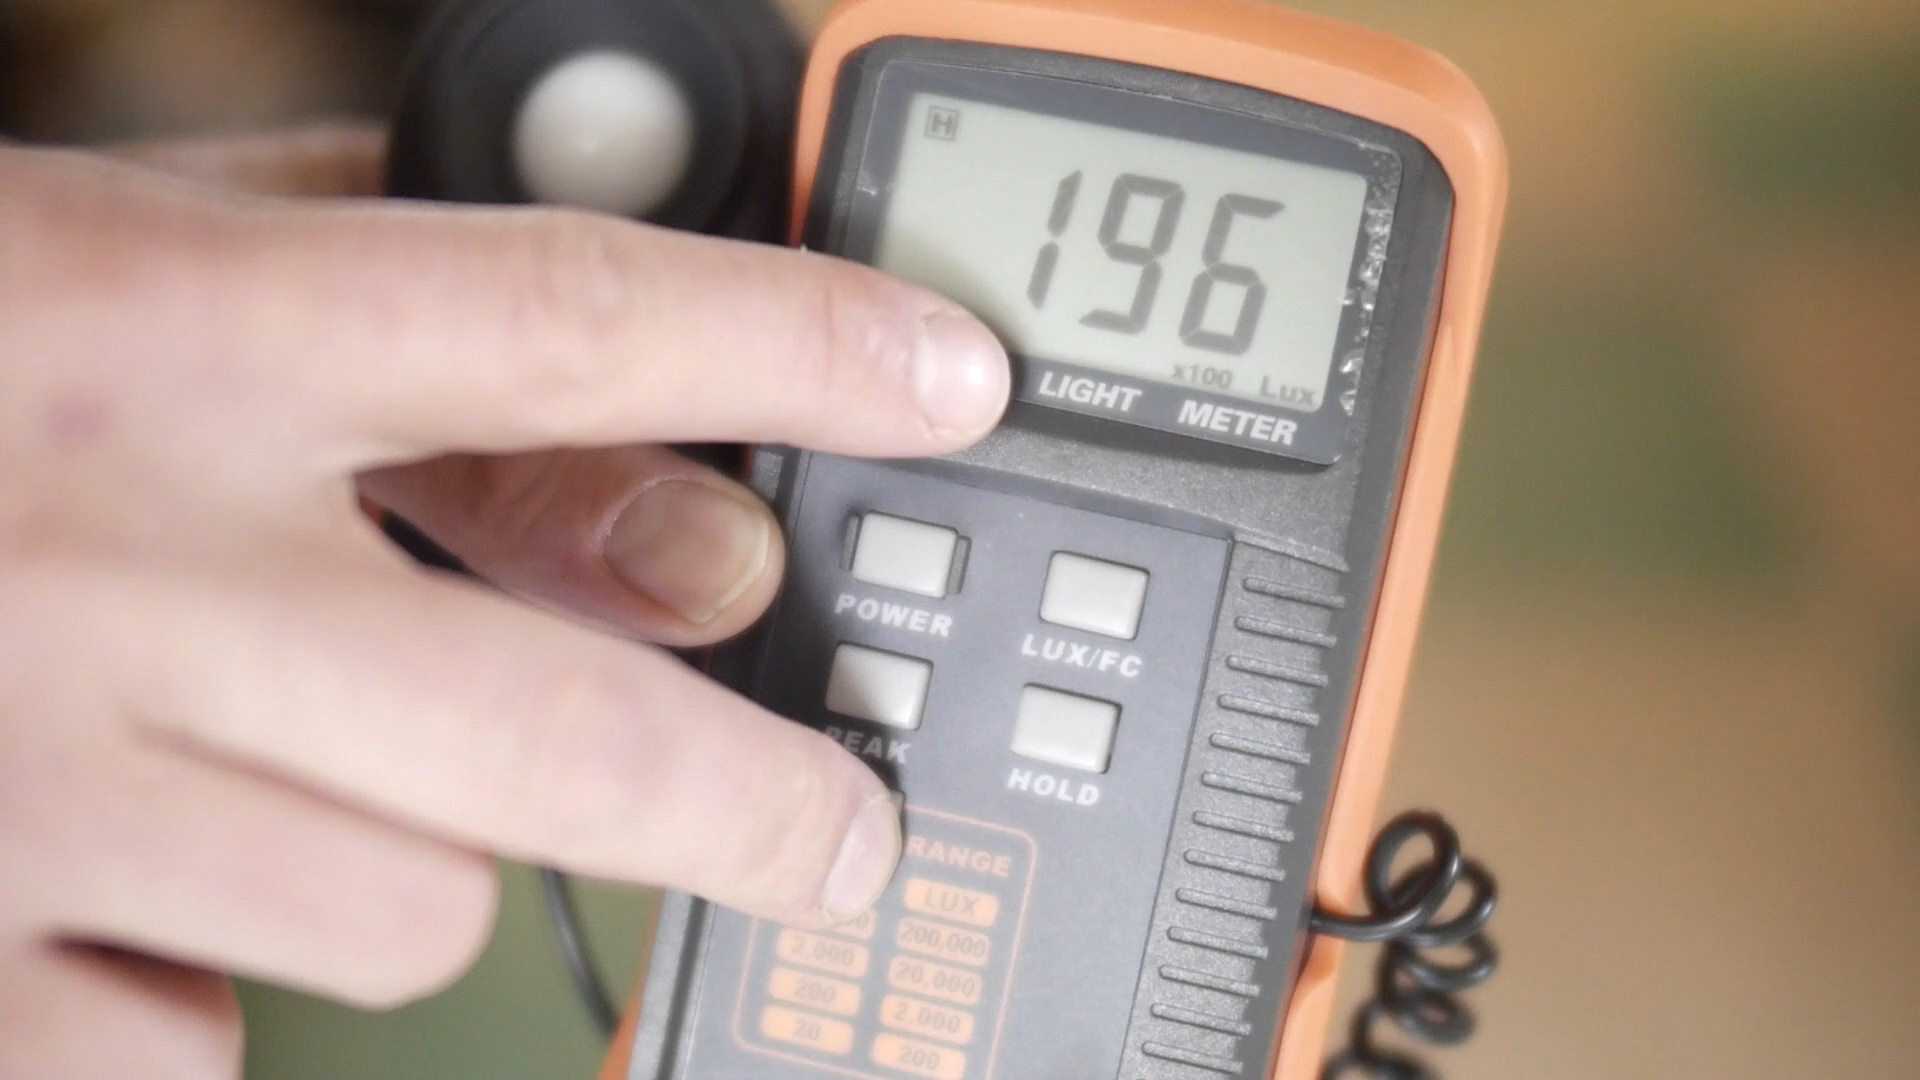 H
196
x100 Lux
LIGHT METER
POWER
LUX/FC
PEAK
HOLD
RANGE
LUX
200,000
2,000
20,000
200
2,000
20
200